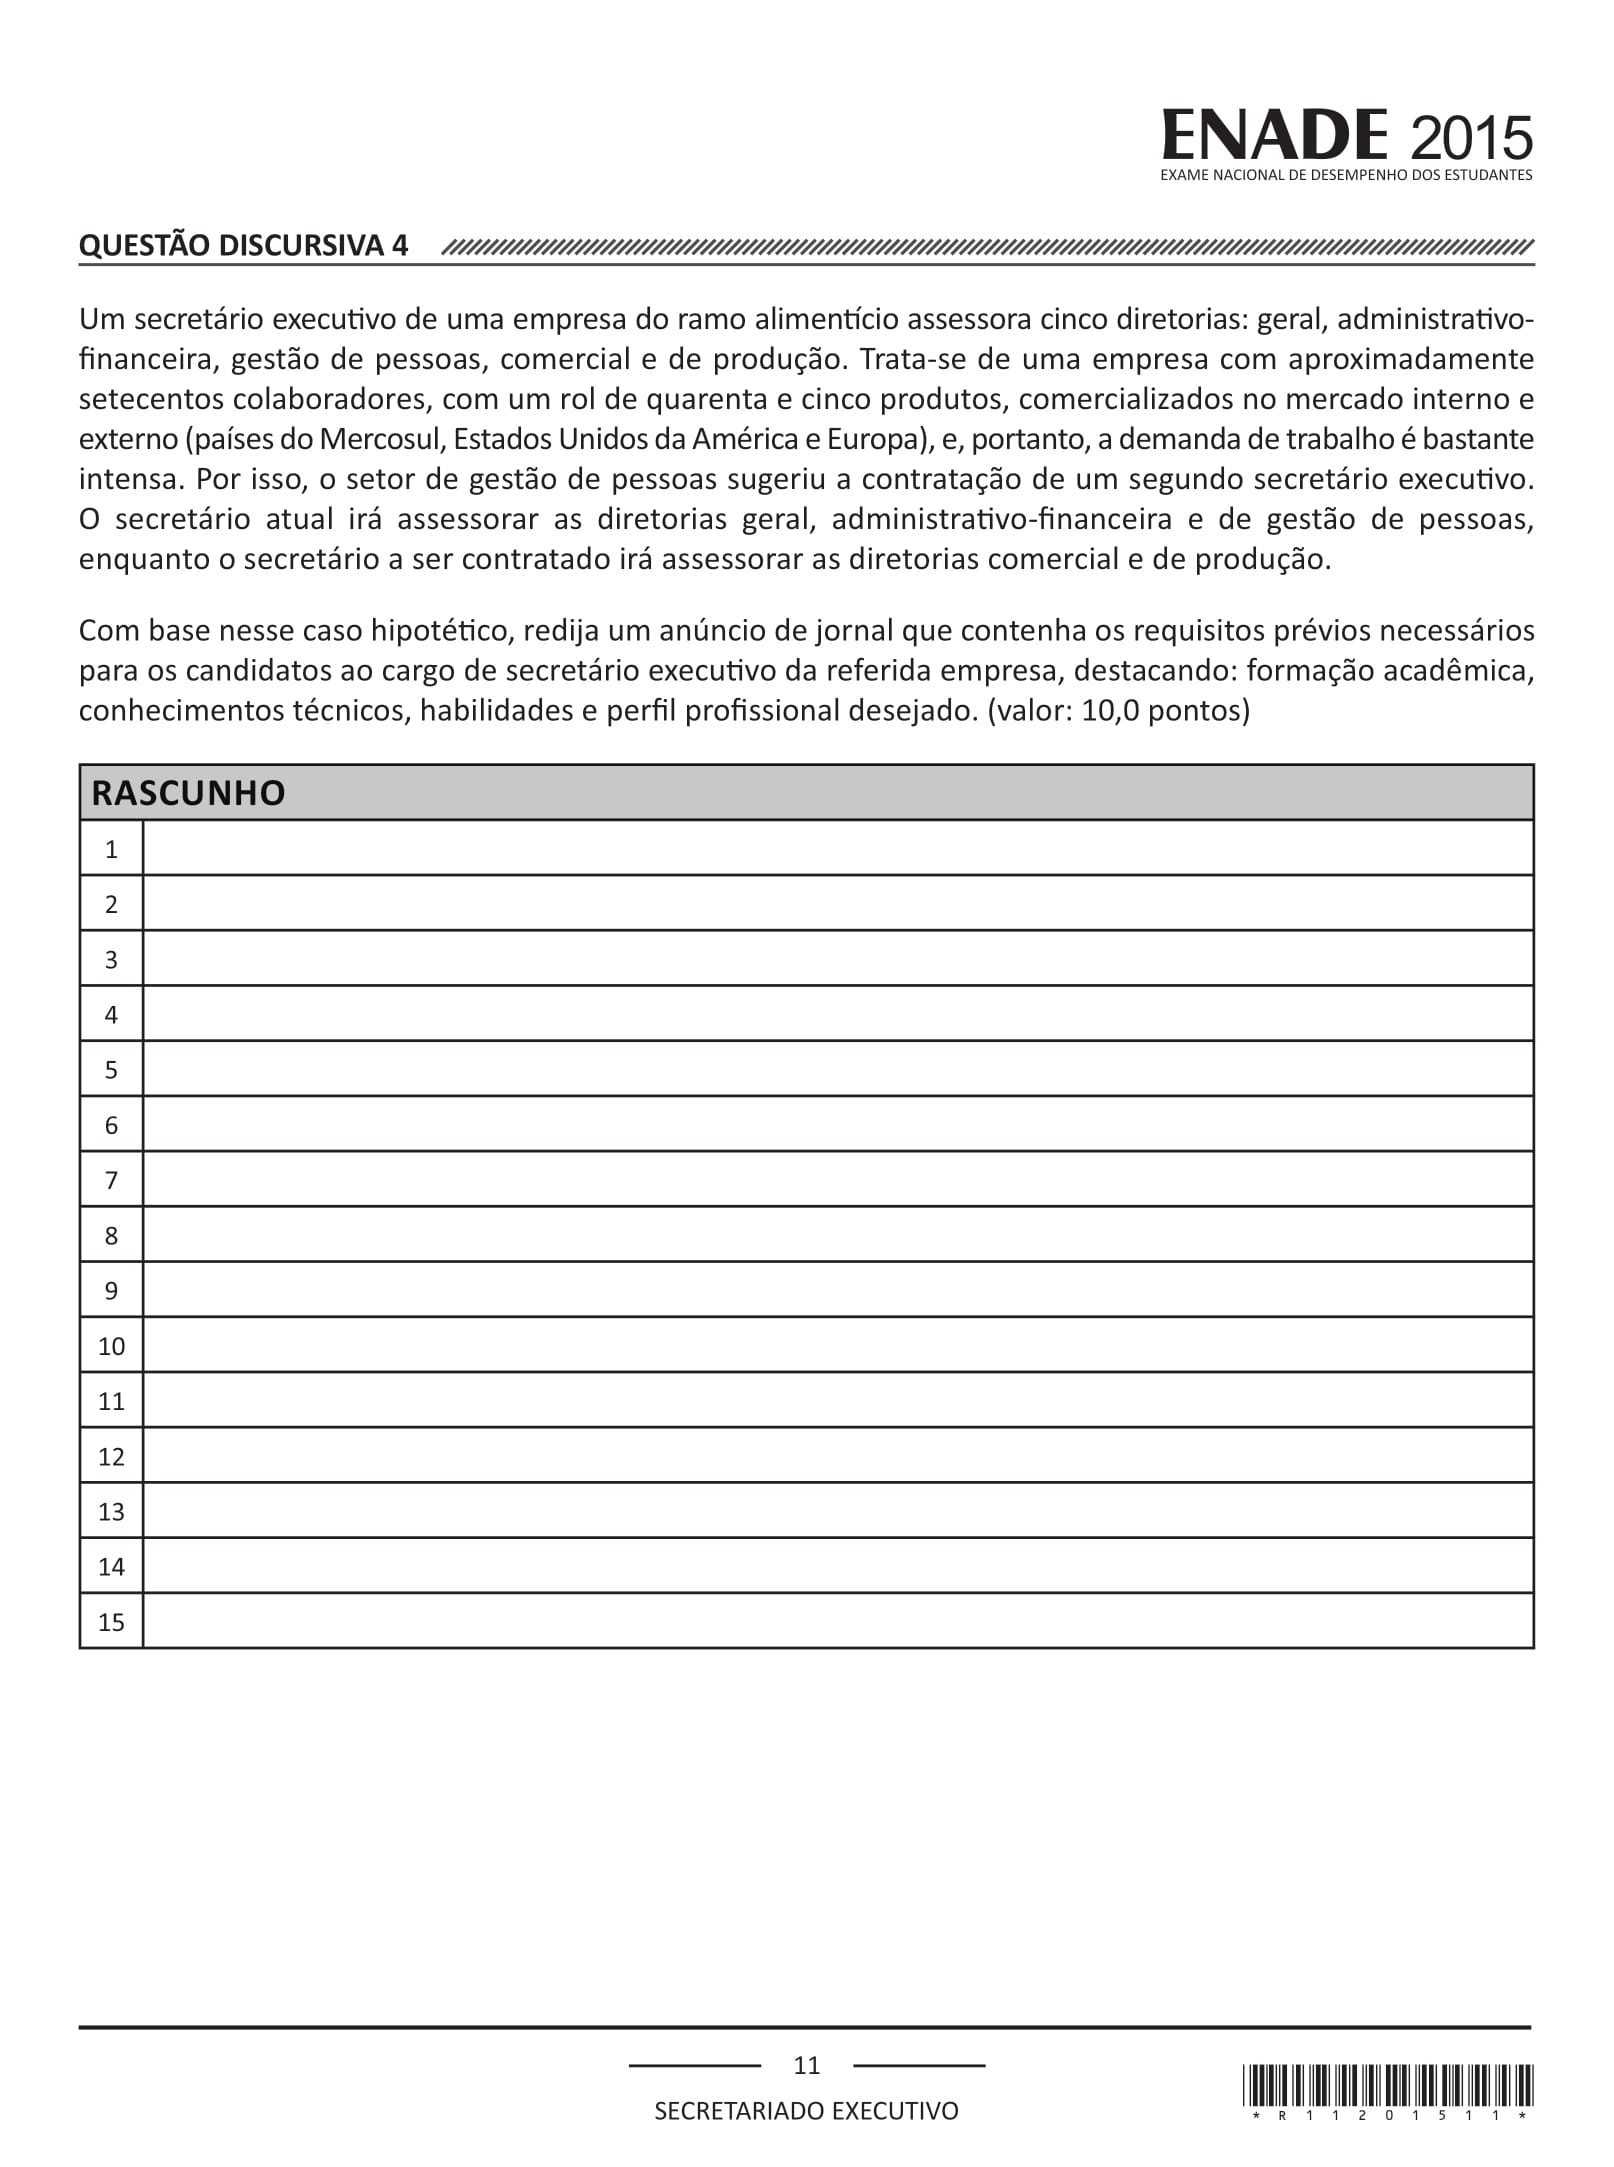 ENADE 2015
EXAME NACIONAL DE DESEMPENHO DOS ESTUDANTES
QUESTÃO DISCURSIVA 4
Um secretário executivo de uma empresa do ramo alimentício assessora cinco diretorias: geral, administrativo-
financeira, gestão de pessoas, comercial e de produção. Trata-se de uma empresa com aproximadamente
setecentos colaboradores, com um rol de quarenta e cinco produtos, comercializados no mercado interno e
externo (países do Mercosul, Estados Unidos da América e Europa), e, portanto, a demanda de trabalho é bastante
intensa. Por isso, o setor de gestão de pessoas sugeriu a contratação de um segundo secretário executivo.
O secretário atual irá assessorar as diretorias geral, administrativo-financeira e de gestão de pessoas,
enquanto o secretário a ser contratado irá assessorar as diretorias comercial e de produção.
Com base nesse caso hipotético, redija um anúncio de jornal que contenha os requisitos prévios necessários
para os candidatos ao cargo de secretário executivo da referida empresa, destacando: formação acadêmica,
conhecimentos técnicos, habilidades e perfil profissional desejado. (valor: 10,0 pontos)
RASCUNHO
1
2
3
4
5
6
7
8
9
10
11
12
13
14
15
11
SECRETARIADO EXECUTIVO
*R11201511*